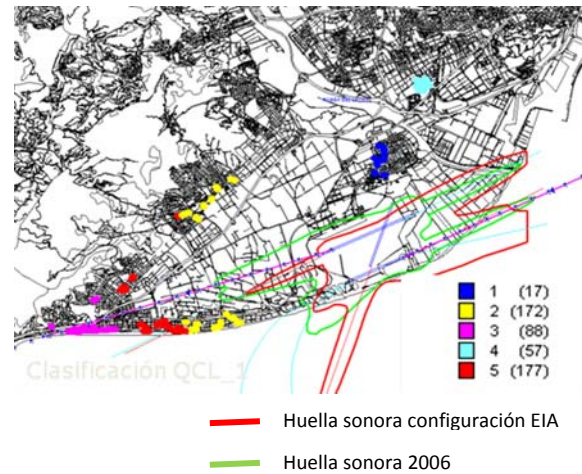 1 (17)
2 (172)
3 (88)
4 (57)
5 (177)
Clasificación QCL_1
Huella sonora configuración EIA
Huella sonora 2006